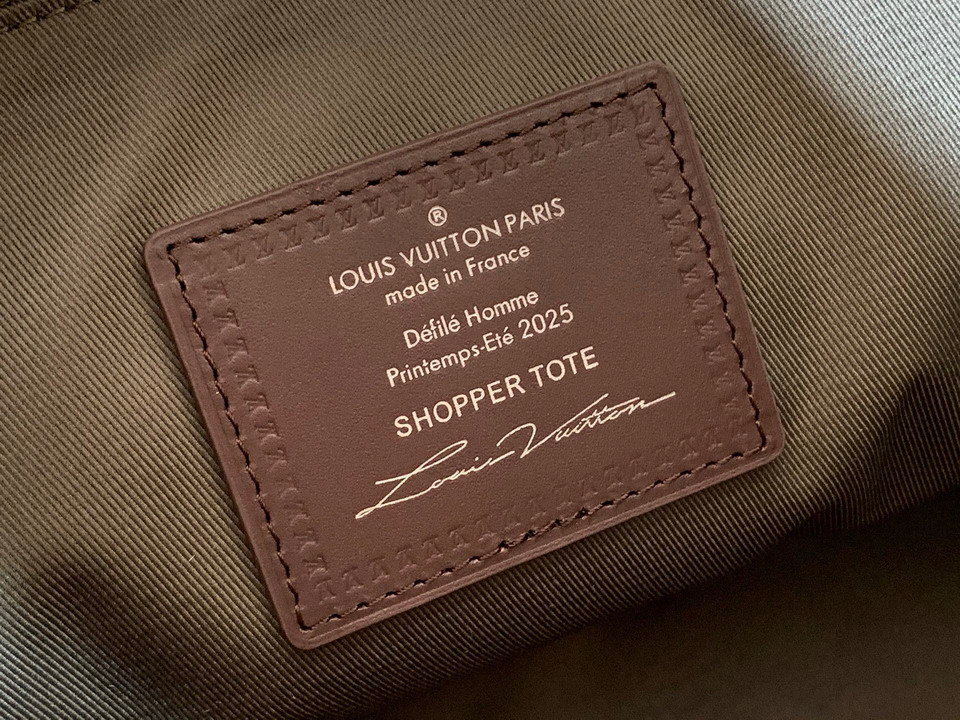 ®
LOUIS VUITTON PARIS
made in France
Défilé Homme
Printemps-Eté 2025
SHOPPER TOTE
Louis Vuitton